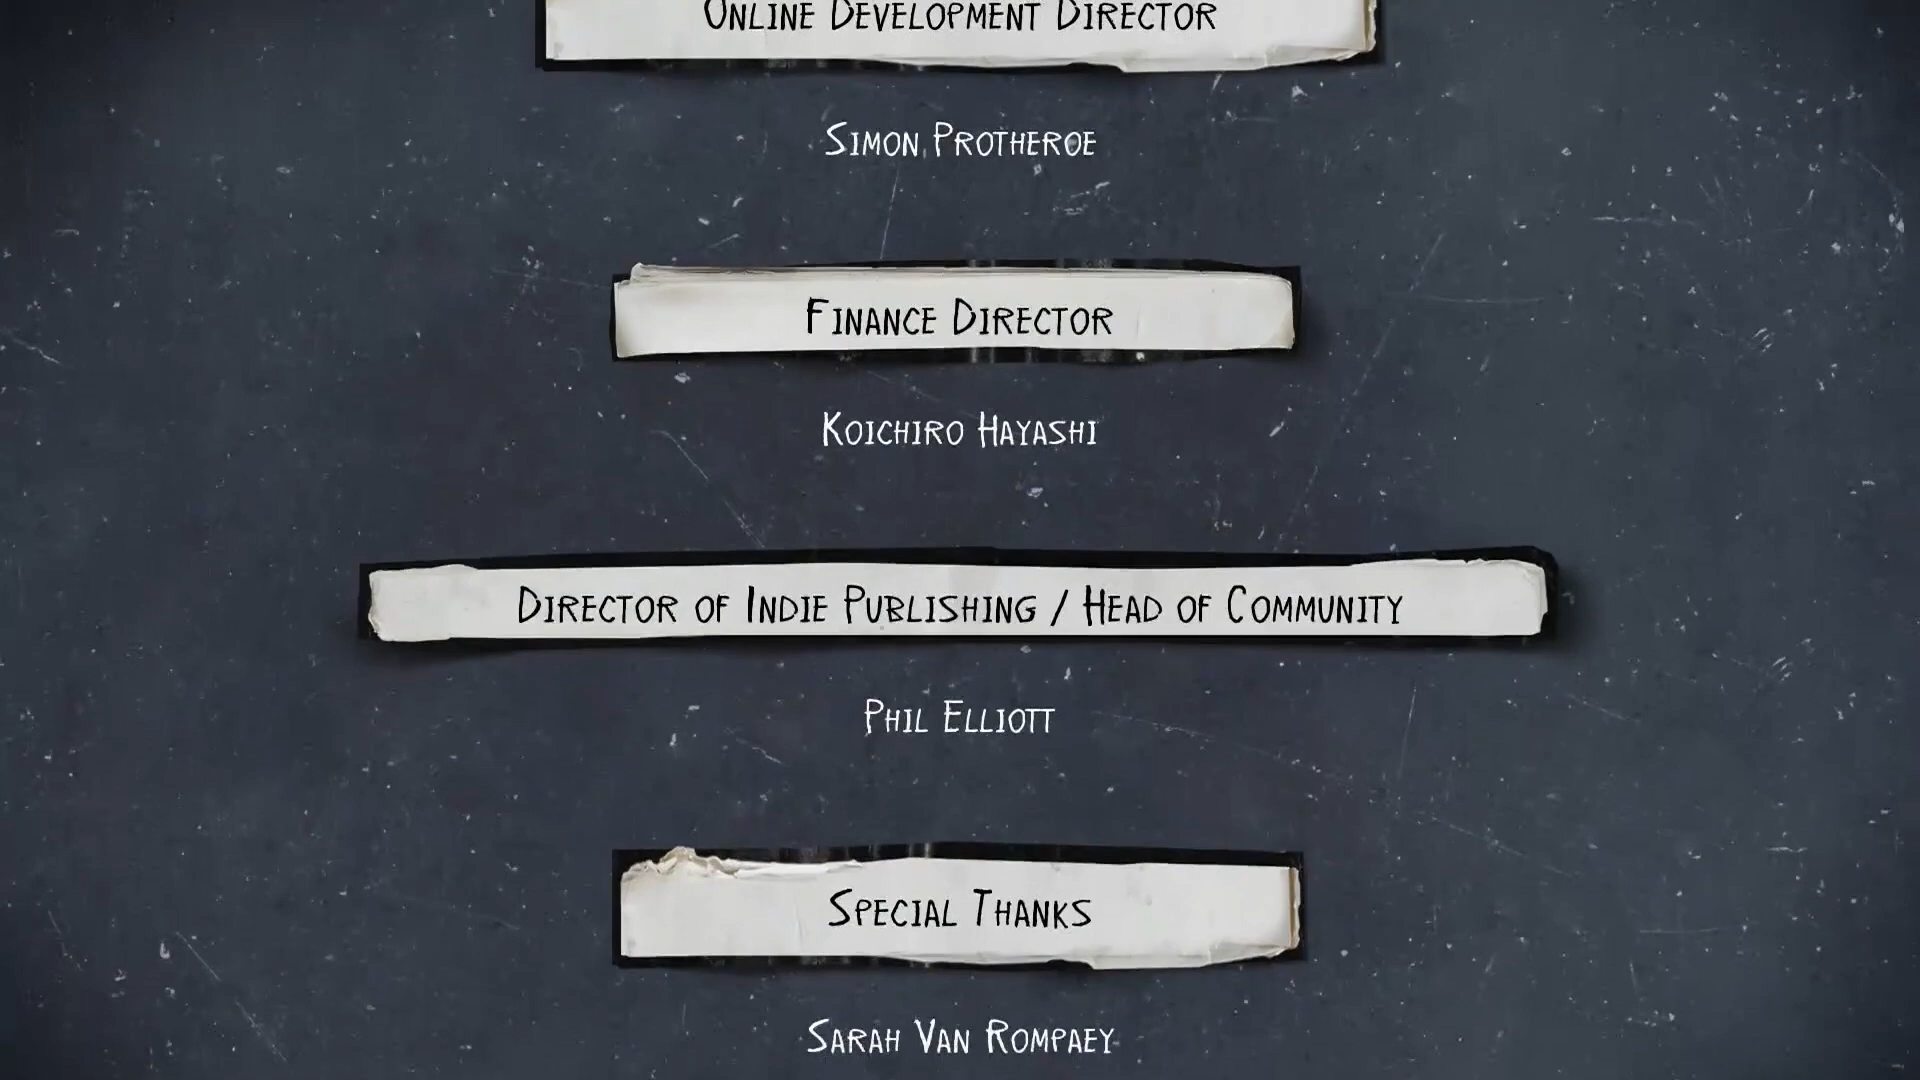 Online Development Director
Simon Protheroe
Finance Director
Koichiro Hayashi
Director of Indie Publishing / Head of Community
Phil Elliott
Special Thanks
Sarah Van Rompaey